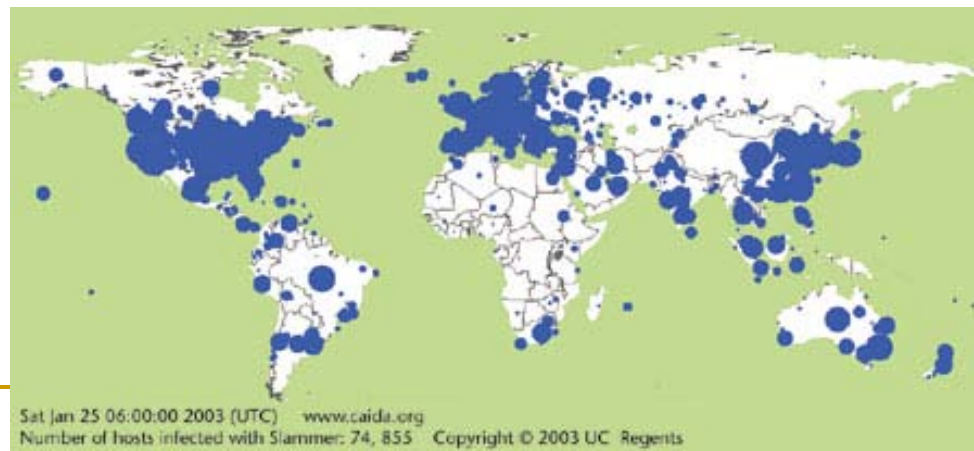 Sat Jan 25 06:00:00 2003 (UTC) www.caida.org
Number of hosts infected with Slammer: 74, 855 Copyright © 2003 UC Regents